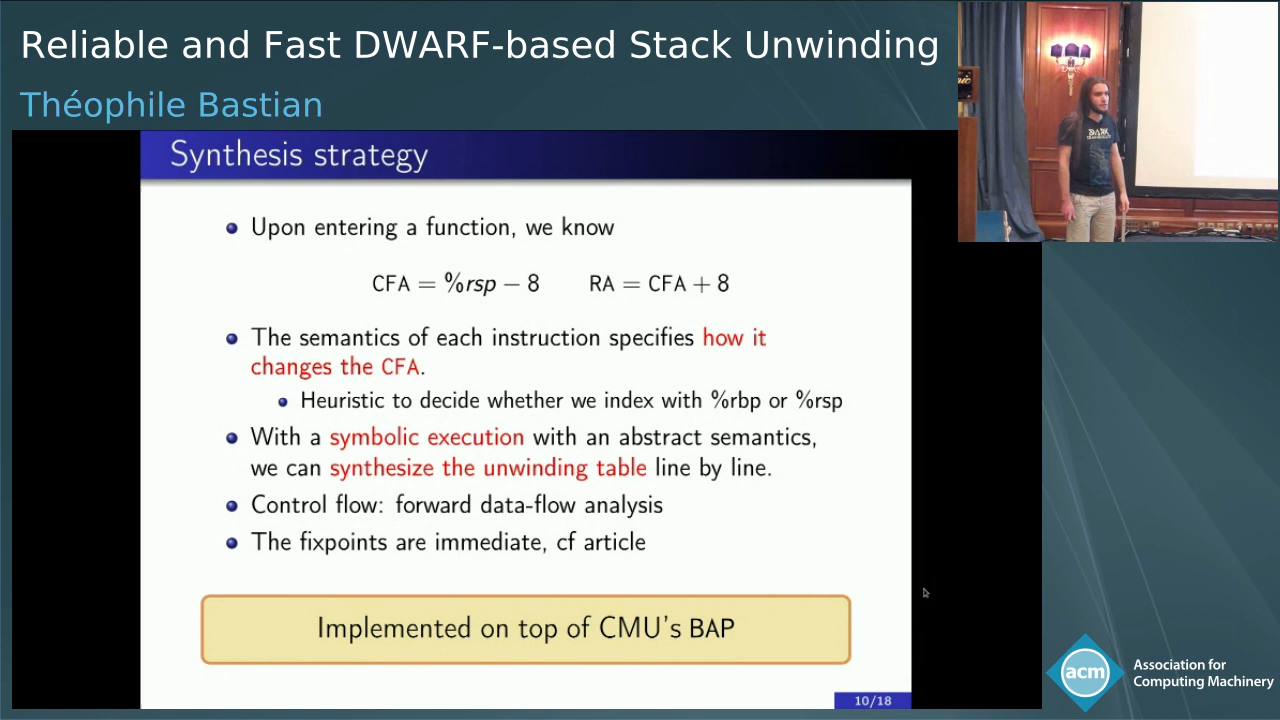 Reliable and Fast DWARF-based Stack Unwinding
Théophile Bastian
Synthesis strategy
Upon entering a function, we know
CFA = %rsp − 8 RA = CFA + 8
The semantics of each instruction specifies how it
changes the CFA.
Heuristic to decide whether we index with %rbp or %rsp
With a symbolic execution with an abstract semantics,
we can synthesize the unwinding table line by line.
Control flow: forward data-flow analysis
The fixpoints are immediate, cf article
Implemented on top of CMU's BAP
10/18
DARK
acm
Association for
Computing Machinery